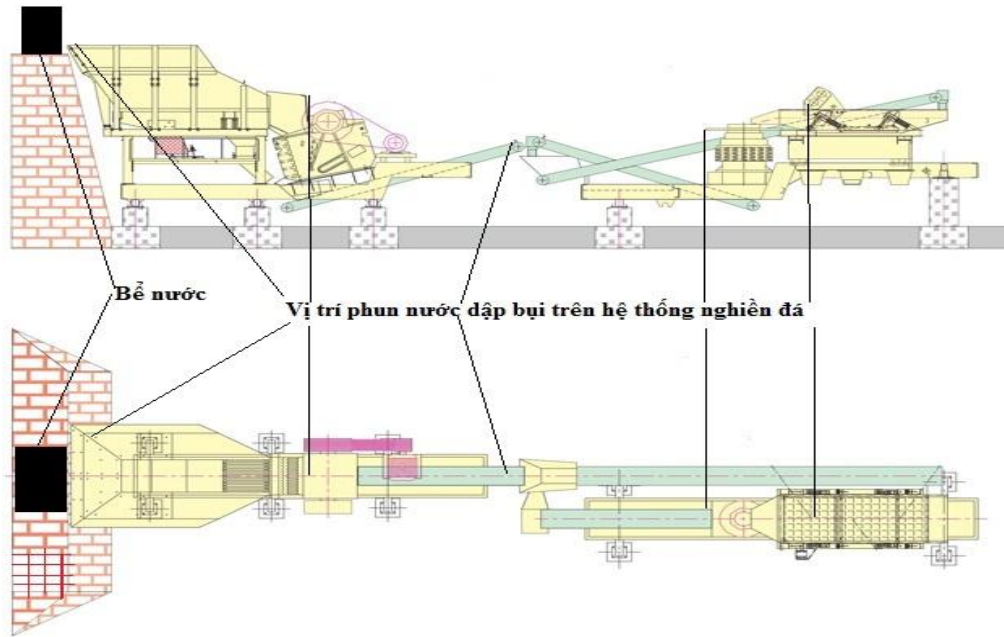 Bể nước
Vị trí phun nước dập bụi trên hệ thống nghiền đá